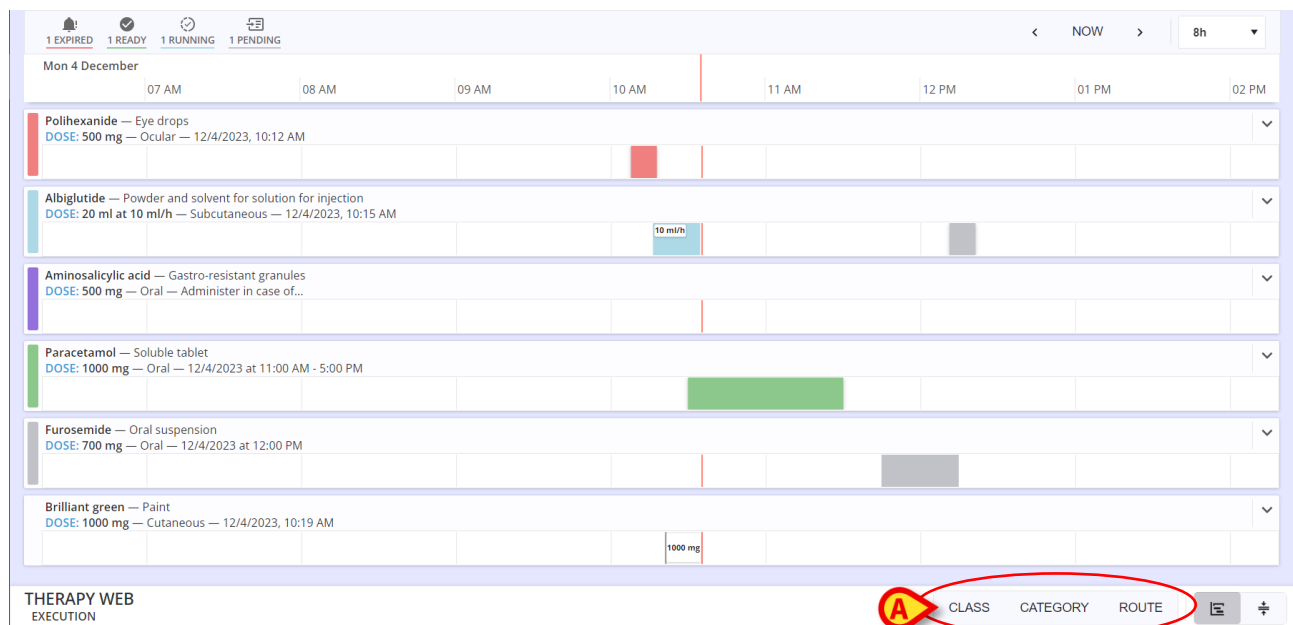 1 EXPIRED 1 READY 1 RUNNING 1 PENDING
NOW
8h
Mon 4 December
07 AM 08 AM 09 AM 10 AM 11 AM 12 PM 01 PM 02 PM
Polihexanide — Eye drops
DOSE: 500 mg — Ocular — 12/4/2023, 10:12 AM
Albiglutide — Powder and solvent for solution for injection
DOSE: 20 ml at 10 ml/h — Subcutaneous — 12/4/2023, 10:15 AM
10 ml/h
Aminosalicylic acid — Gastro-resistant granules
DOSE: 500 mg — Oral — Administer in case of...
Paracetamol — Soluble tablet
DOSE: 1000 mg — Oral — 12/4/2023 at 11:00 AM - 5:00 PM
Furosemide — Oral suspension
DOSE: 700 mg — Oral — 12/4/2023 at 12:00 PM
Brilliant green — Paint
DOSE: 1000 mg — Cutaneous — 12/4/2023, 10:19 AM
1000 mg
THERAPY WEB
EXECUTION
A
CLASS CATEGORY ROUTE